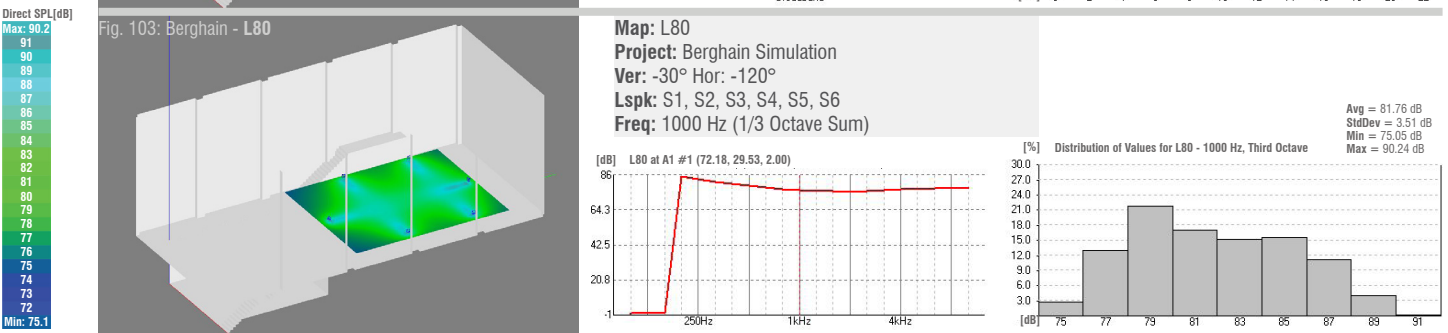 Direct SPL[dB]
Max: 90.2
91
90
89
88
87
86
85
84
83
82
81
80
79
78
77
76
75
74
73
72
Min: 75.1
Fig. 103: Berghain - L80
Map: L80
Project: Berghain Simulation
Ver: -30° Hor: -120°
Lspk: S1, S2, S3, S4, S5, S6
Freq: 1000 Hz (1/3 Octave Sum)
[dB] L80 at A1 #1 (72.18, 29.53, 2.00)
86
64.3
42.5
20.8
-1
250Hz 1kHz 4kHz
Avg = 81.76 dB
StdDev = 3.51 dB
Min = 75.05 dB
Max = 90.24 dB
[%] Distribution of Values for L80 - 1000 Hz, Third Octave
30.0
27.0
24.0
21.0
18.0
15.0
12.0
9.0
6.0
3.0
[dB] 75 77 79 81 83 85 87 89 91